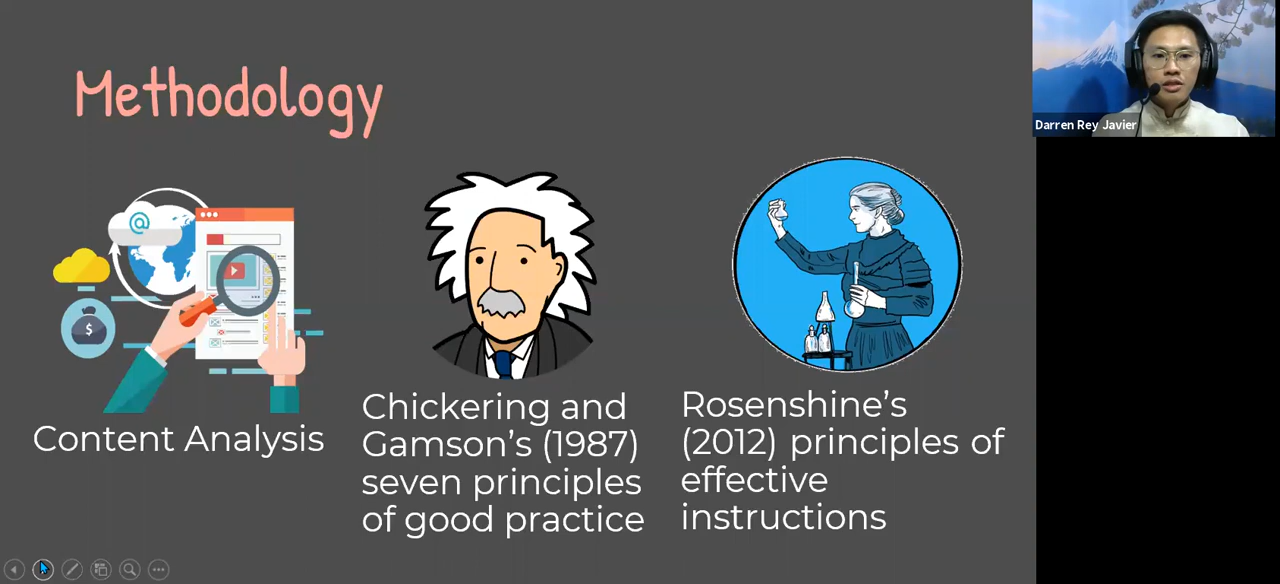 Methodology
Darren Rey Javier
@
$
Content Analysis
Chickering and
Gamson’s (1987)
seven principles
of good practice
Rosenshine’s
(2012) principles of
effective
instructions